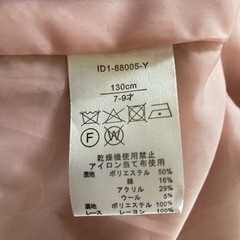 ID1-88005-Y
130cm
7-9才
F W
乾燥機使用は禁止
アイロン当て布使用
表地 ポリエステル 50%
綿 16%
アクリル 29%
ウール 5%
裏地 ポリエステル 100%
レース レーヨン 100%